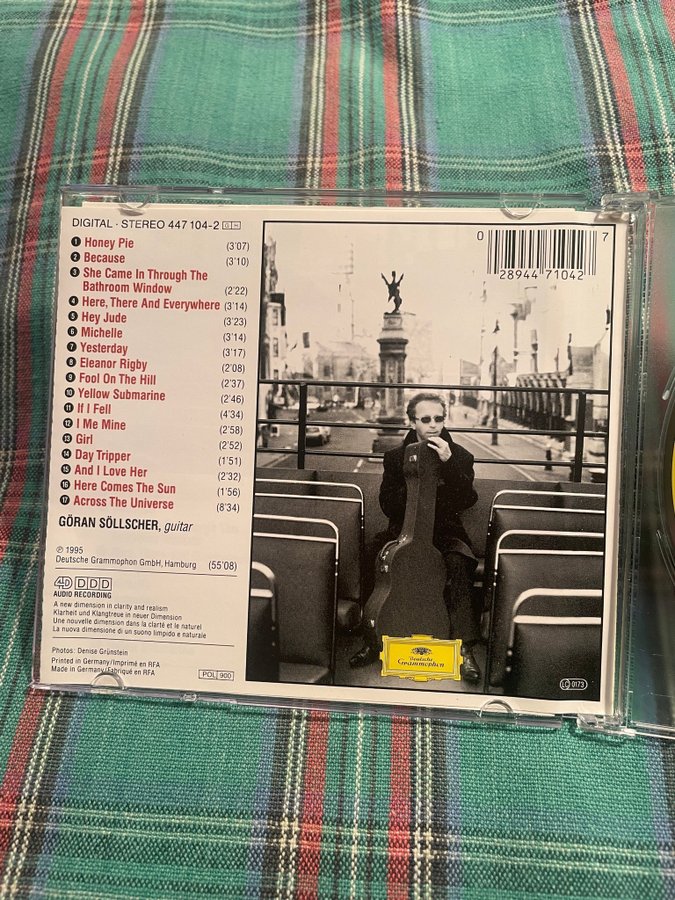 DIGITAL · STEREO 447 104-2 GH
1 Honey Pie (3'07)
2 Because (3'10)
3 She Came In Through The
Bathroom Window (2'22)
4 Here, There And Everywhere (3'14)
5 Hey Jude (3'23)
6 Michelle (3'14)
7 Yesterday (3'17)
8 Eleanor Rigby (2'08)
9 Fool On The Hill (2'37)
10 Yellow Submarine (2'46)
11 If I Fell (4'34)
12 I Me Mine (2'58)
13 Girl (2'52)
14 Day Tripper (1'51)
15 And I Love Her (2'32)
16 Here Comes The Sun (1'56)
17 Across The Universe (8'34)
GÖRAN SÖLLSCHER, guitar
℗ 1995
Deutsche Grammophon GmbH, Hamburg (55'08)
4D DDD
AUDIO RECORDING
A new dimension in clarity and realism
Klarheit und Klangtreue in neuer Dimension
Une nouvelle dimension dans la clarté et le naturel
La nuova dimensione di un suono limpido e naturale
Photos: Denise Grünstein
Printed in Germany/Imprimé en RFA
Made in Germany/Fabriqué en RFA
POL 900
0 28944 71042 7
Deutsche
Grammophon
LC 0173